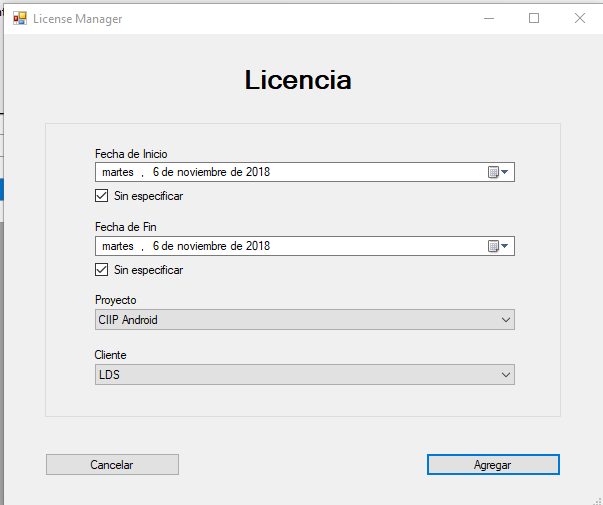 License Manager
Licencia
Fecha de Inicio
martes , 6 de noviembre de 2018
Sin especificar
Fecha de Fin
martes , 6 de noviembre de 2018
Sin especificar
Proyecto
CIIP Android
Cliente
LDS
Cancelar
Agregar